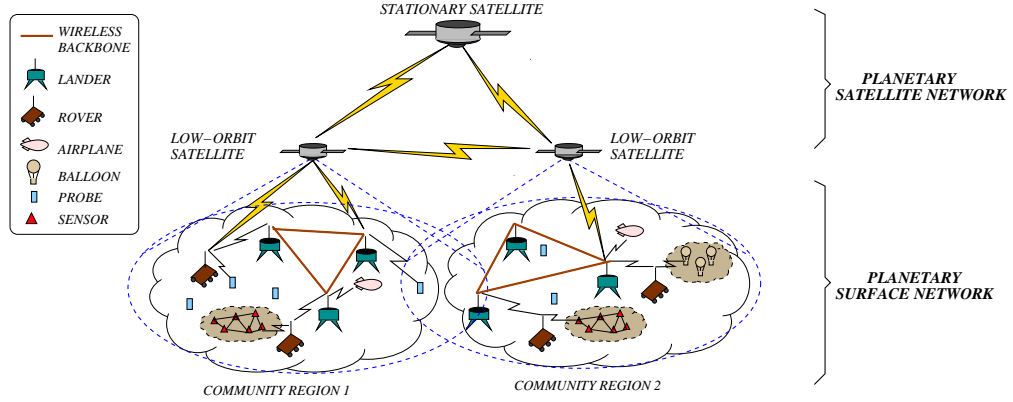 STATIONARY SATELLITE
WIRELESS
BACKBONE
LANDER
ROVER
AIRPLANE
BALLOON
PROBE
SENSOR
LOW−ORBIT
SATELLITE
LOW−ORBIT
SATELLITE
PLANETARY
SATELLITE NETWORK
PLANETARY
SURFACE NETWORK
COMMUNITY REGION 1
COMMUNITY REGION 2